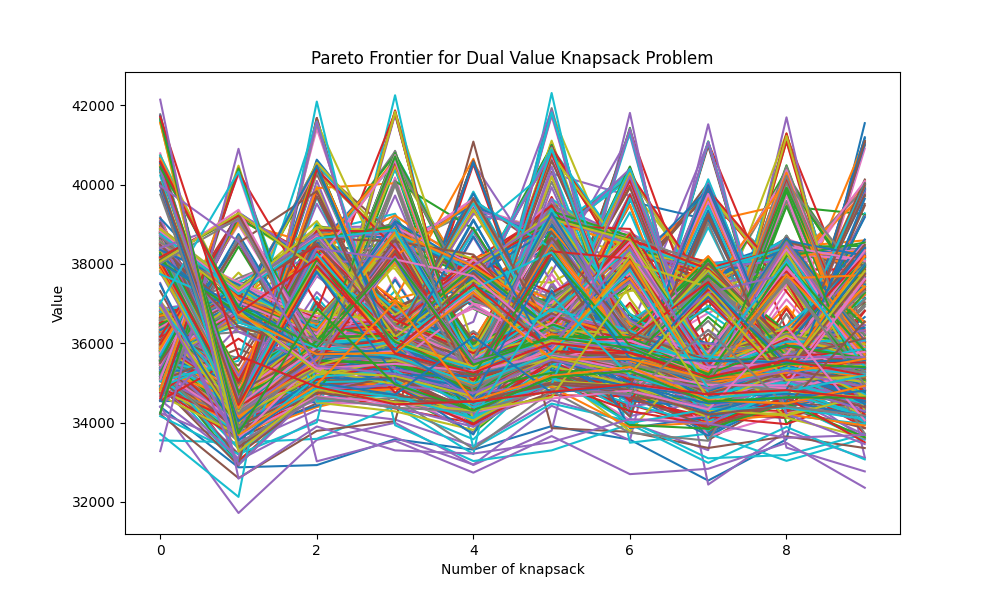 Pareto Frontier for Dual Value Knapsack Problem
42000
40000
38000
36000
34000
32000
Value
0 2 4 6 8
Number of knapsack